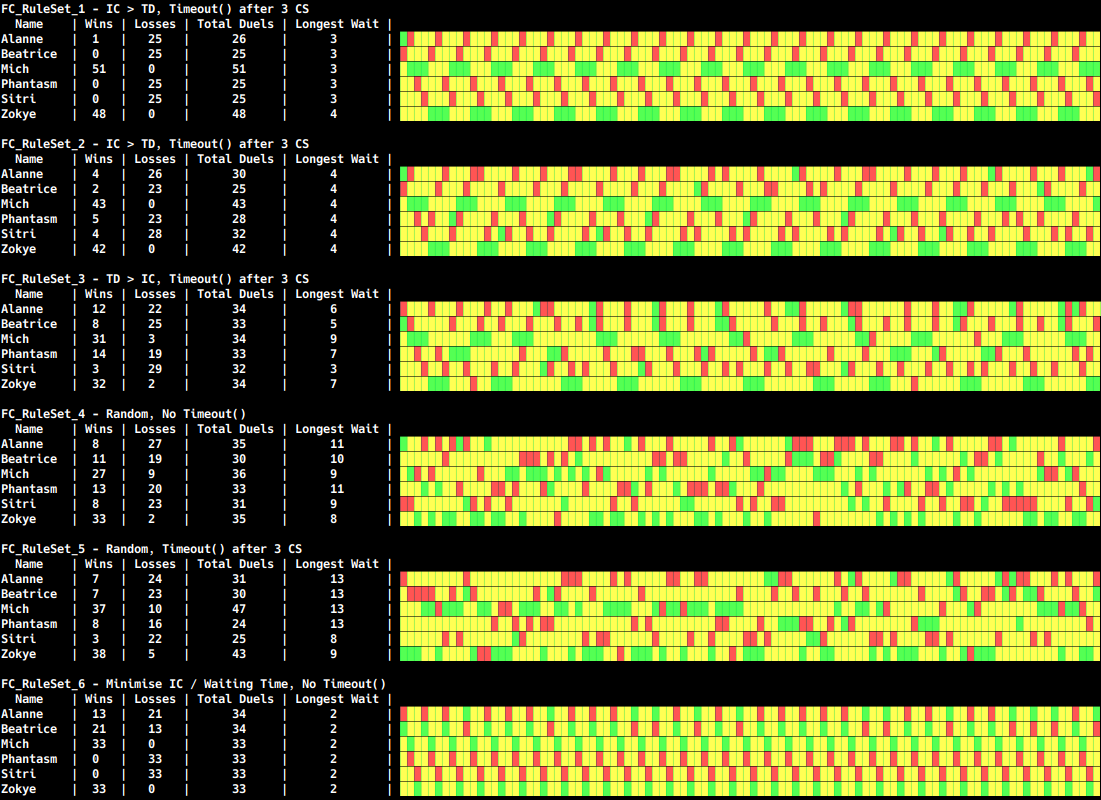 FC_RuleSet_1 - IC > TD, Timeout() after 3 CS
Name | Wins | Losses | Total Duels | Longest Wait |
Alanne | 1 | 25 | 26 | 3 |
Beatrice | 0 | 25 | 25 | 3 |
Mich | 51 | 0 | 51 | 3 |
Phantasm | 0 | 25 | 25 | 3 |
Sitri | 0 | 25 | 25 | 3 |
Zokye | 48 | 0 | 48 | 4 |
FC_RuleSet_2 - IC > TD, Timeout() after 3 CS
Name | Wins | Losses | Total Duels | Longest Wait |
Alanne | 4 | 26 | 30 | 4 |
Beatrice | 2 | 23 | 25 | 4 |
Mich | 43 | 0 | 43 | 4 |
Phantasm | 5 | 23 | 28 | 4 |
Sitri | 4 | 28 | 32 | 4 |
Zokye | 42 | 0 | 42 | 4 |
FC_RuleSet_3 - TD > IC, Timeout() after 3 CS
Name | Wins | Losses | Total Duels | Longest Wait |
Alanne | 12 | 22 | 34 | 6 |
Beatrice | 8 | 25 | 33 | 5 |
Mich | 31 | 3 | 34 | 9 |
Phantasm | 14 | 19 | 33 | 7 |
Sitri | 3 | 29 | 32 | 3 |
Zokye | 32 | 2 | 34 | 7 |
FC_RuleSet_4 - Random, No Timeout()
Name | Wins | Losses | Total Duels | Longest Wait |
Alanne | 8 | 27 | 35 | 11 |
Beatrice | 11 | 19 | 30 | 10 |
Mich | 27 | 9 | 36 | 9 |
Phantasm | 13 | 20 | 33 | 11 |
Sitri | 8 | 23 | 31 | 9 |
Zokye | 33 | 2 | 35 | 8 |
FC_RuleSet_5 - Random, Timeout() after 3 CS
Name | Wins | Losses | Total Duels | Longest Wait |
Alanne | 7 | 24 | 31 | 13 |
Beatrice | 7 | 23 | 30 | 13 |
Mich | 37 | 10 | 47 | 13 |
Phantasm | 8 | 16 | 24 | 13 |
Sitri | 3 | 22 | 25 | 8 |
Zokye | 38 | 5 | 43 | 9 |
FC_RuleSet_6 - Minimise IC / Waiting Time, No Timeout()
Name | Wins | Losses | Total Duels | Longest Wait |
Alanne | 13 | 21 | 34 | 2 |
Beatrice | 21 | 13 | 34 | 2 |
Mich | 33 | 0 | 33 | 2 |
Phantasm | 0 | 33 | 33 | 2 |
Sitri | 0 | 33 | 33 | 2 |
Zokye | 33 | 0 | 33 | 2 |